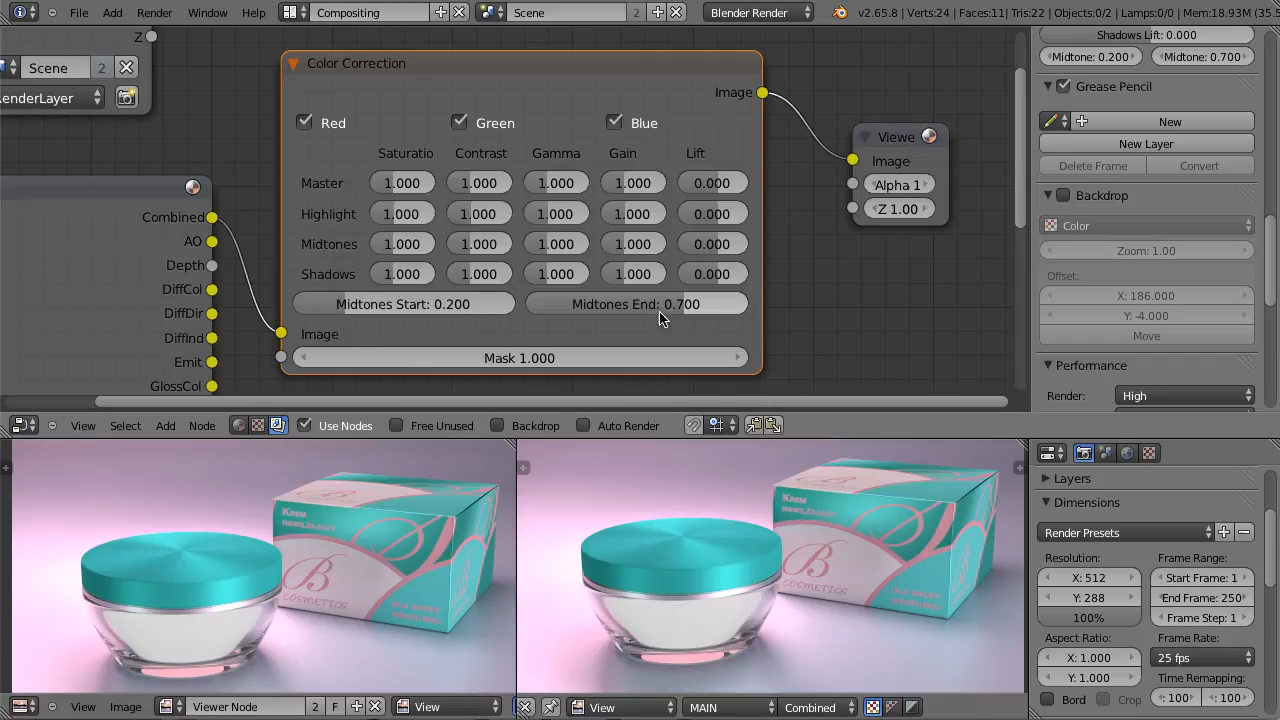 File Add Render Window Help Compositing Scene 2 Blender Render v2.65.8 | Verts:24 | Faces:11| Tris:22 | Objects:0/2 | Lamps:0/0 | Mem:18.93M (35.5
Z
Scene 2
enderLayer
Combined
AO
Depth
DiffCol
DiffDir
DiffInd
Emit
GlossCol
Color Correction
Image
Red Green Blue
Saturatio Contrast Gamma Gain Lift
Master 1.000 1.000 1.000 1.000 0.000
Highlight 1.000 1.000 1.000 1.000 0.000
Midtones 1.000 1.000 1.000 1.000 0.000
Shadows 1.000 1.000 1.000 1.000 0.000
Midtones Start: 0.200 Midtones End: 0.700
Image
Mask 1.000
Viewe
Image
Alpha 1
Z 1.00
Shadows Lift: 0.000
Midtone: 0.200 Midtone: 0.700
Grease Pencil
New
New Layer
Delete Frame Convert
Backdrop
Color
Zoom: 1.00
Offset:
X: 186.000
Y: -4.000
Move
Performance
Render: High
View Select Add Node Use Nodes Free Unused Backdrop Auto Render
KREM
NAWILŻAJĄCY
B
COSMETICS
KREM
NAWILŻAJĄCY
B
COSMETICS
View Image Viewer Node 2 F View
View MAIN Combined
Layers
Dimensions
Render Presets
Resolution: Frame Range:
X: 512 Start Frame: 1
Y: 288 End Frame: 250
100% Frame Step: 1
Aspect Ratio: Frame Rate:
X: 1.000 25 fps
Y: 1.000 Time Remapping:
Bord Crop : 100 : 100